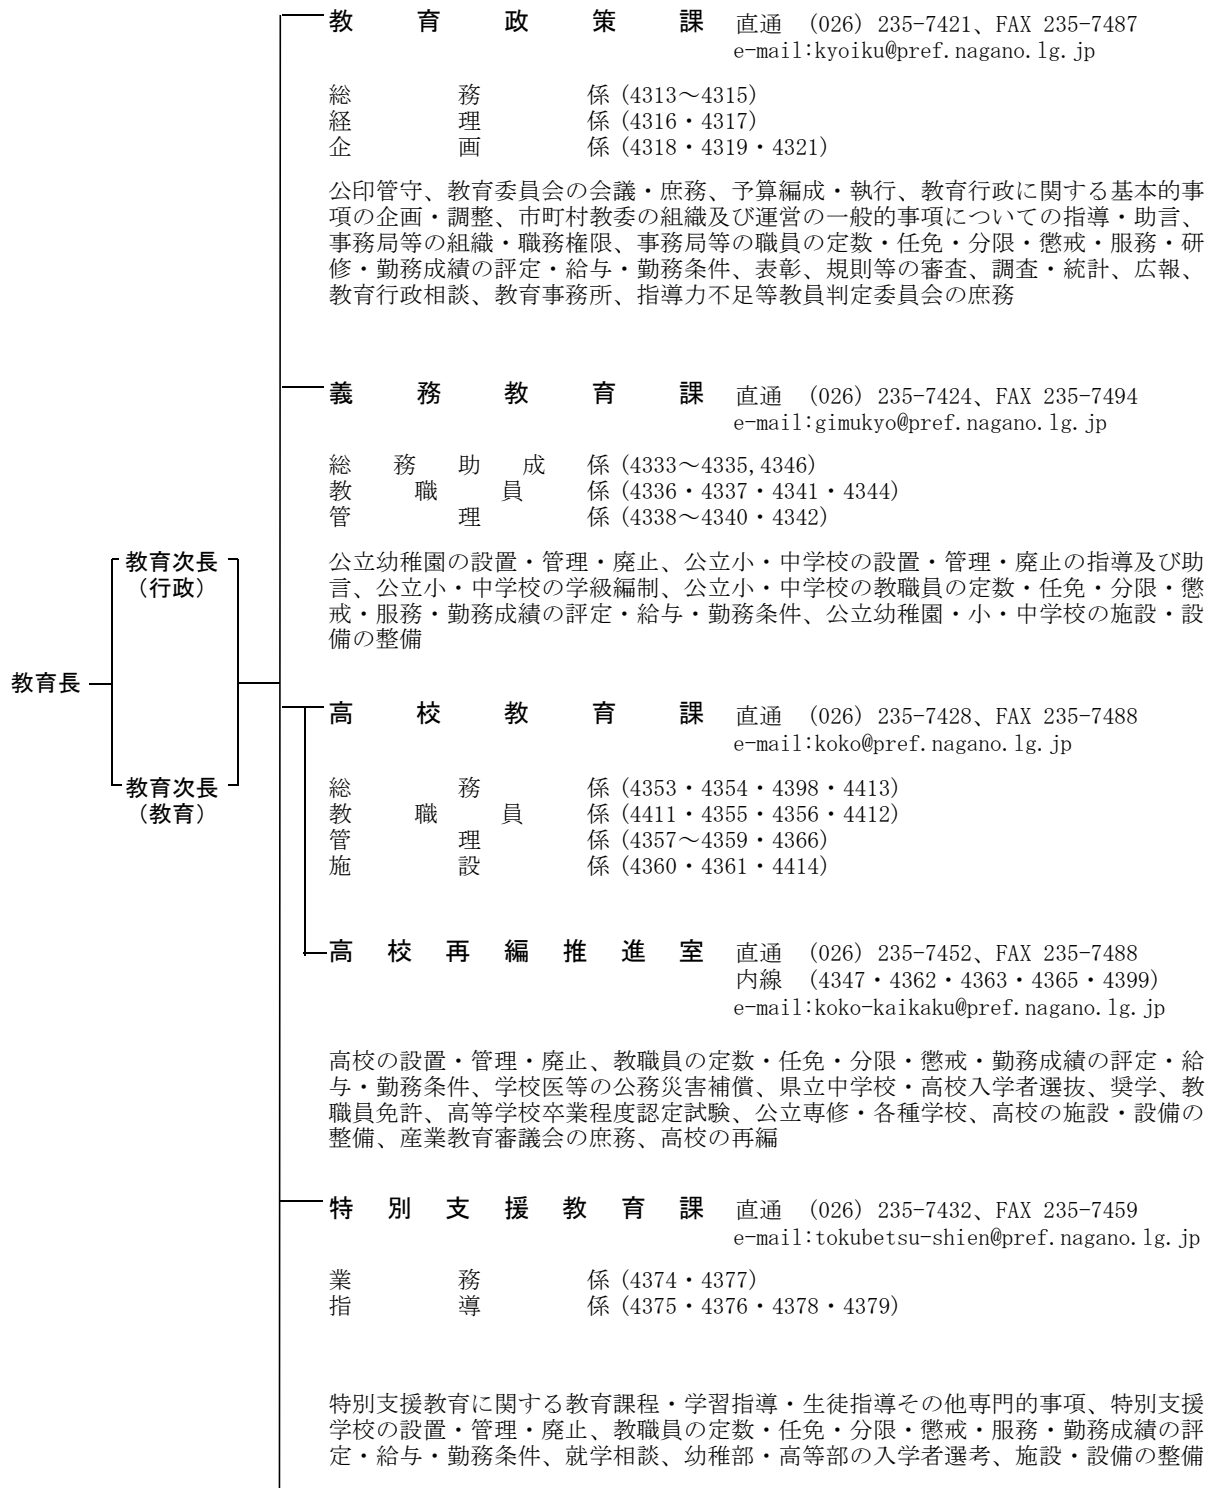 教育政策課 直通 (026) 235-7421、FAX 235-7487
e-mail:kyoiku@pref.nagano.lg.jp
総務係 (4313～4315)
経理係 (4316・4317)
企画係 (4318・4319・4321)
公印管守、教育委員会の会議・庶務、予算編成・執行、教育行政に関する基本的事
項の企画・調整、市町村教委の組織及び運営の一般的事項についての指導・助言、
事務局等の組織・職務権限、事務局等の職員の定数・任免・分限・懲戒・服務・研
修・勤務成績の評定・給与・勤務条件、表彰、規則等の審査、調査・統計、広報、
教育行政相談、教育事務所、指導力不足等教員判定委員会の庶務
義務教育課 直通 (026) 235-7424、FAX 235-7494
e-mail:gimukyo@pref.nagano.lg.jp
総務助成係 (4333～4335,4346)
教職員係 (4336・4337・4341・4344)
管理係 (4338～4340・4342)
公立幼稚園の設置・管理・廃止、公立小・中学校の設置・管理・廃止の指導及び助
言、公立小・中学校の学級編制、公立小・中学校の教職員の定数・任免・分限・懲
戒・服務・勤務成績の評定・給与・勤務条件、公立幼稚園・小・中学校の施設・設
備の整備
教育次長
（行政）
教育長
教育次長
（教育）
高校教育課 直通 (026) 235-7428、FAX 235-7488
e-mail:koko@pref.nagano.lg.jp
総務係 (4353・4354・4398・4413)
教職員係 (4411・4355・4356・4412)
管理係 (4357～4359・4366)
施設係 (4360・4361・4414)
高校再編推進室 直通 (026) 235-7452、FAX 235-7488
内線 (4347・4362・4363・4365・4399)
e-mail:koko-kaikaku@pref.nagano.lg.jp
高校の設置・管理・廃止、教職員の定数・任免・分限・懲戒・勤務成績の評定・給
与・勤務条件、学校医等の公務災害補償、県立中学校・高校入学者選抜、奨学、教
職員免許、高等学校卒業程度認定試験、公立専修・各種学校、高校の施設・設備の
整備、産業教育審議会の庶務、高校の再編
特別支援教育課 直通 (026) 235-7432、FAX 235-7459
e-mail:tokubetsu-shien@pref.nagano.lg.jp
業務係 (4374・4377)
指導係 (4375・4376・4378・4379)
特別支援教育に関する教育課程・学習指導・生徒指導その他専門的事項、特別支援
学校の設置・管理・廃止、教職員の定数・任免・分限・懲戒・服務・勤務成績の評
定・給与・勤務条件、就学相談、幼稚部・高等部の入学者選考、施設・設備の整備